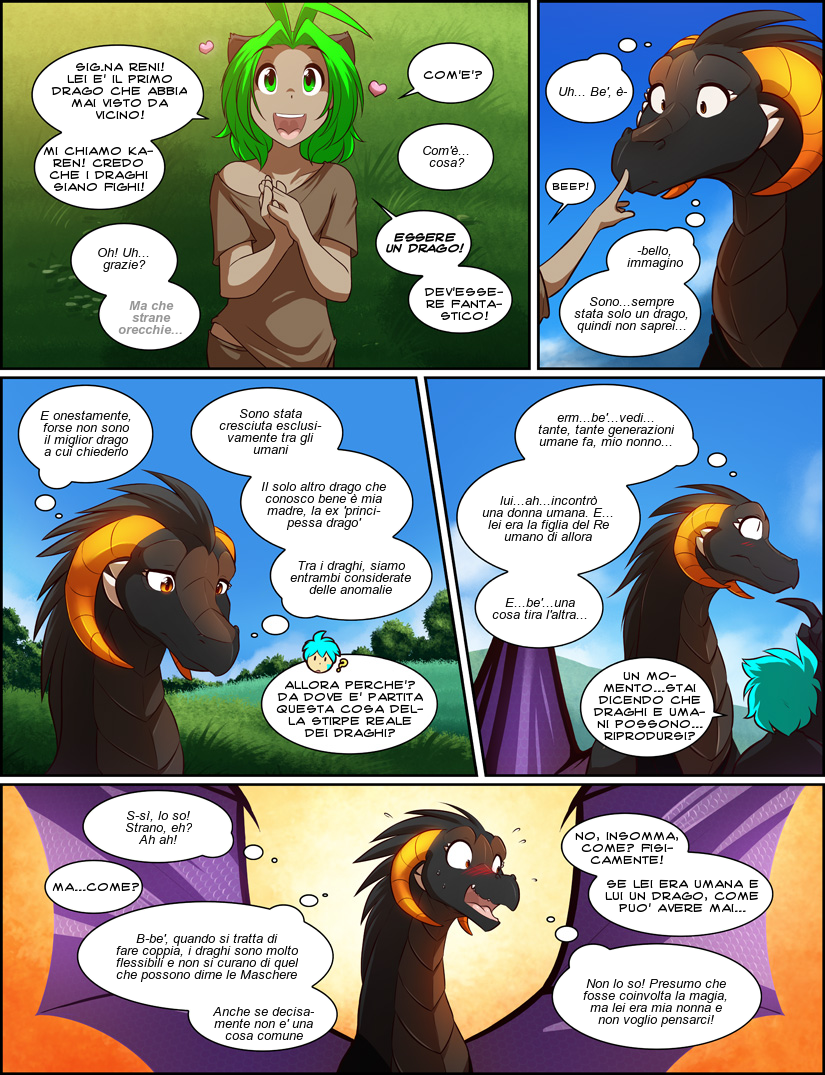 SIG.NA RENI!
LEI E' IL PRIMO
DRAGO CHE ABBIA
MAI VISTO DA
VICINO!
MI CHIAMO KA-
REN! CREDO
CHE I DRAGHI
SIANO FIGHI!
Oh! Uh...
grazie?
Ma che
strane
orecchie...
COM'E'?
Com'è...
cosa?
ESSERE
UN DRAGO!
DEV'ESSE-
RE FANTA-
STICO!
Uh... Be', è-
BEEP!
-bello,
immagino
Sono...sempre
stata solo un drago,
quindi non saprei...
E onestamente,
forse non sono
il miglior drago
a cui chiederlo
Sono stata
cresciuta esclusi-
vamente tra gli
umani
Il solo altro drago che
conosco bene è mia
madre, la ex 'princi-
pessa drago'
Tra i draghi, siamo
entrambi considerate
delle anomalie
?
ALLORA PERCHE'?
DA DOVE E' PARTITA
QUESTA COSA DEL-
LA STIRPE REALE
DEI DRAGHI?
erm...be'...vedi...
tante, tante generazioni
umane fa, mio nonno...
lui...ah...incontrò
una donna umana. E...
lei era la figlia del Re
umano di allora
E...be'...una
cosa tira l'altra...
UN MO-
MENTO...STAI
DICENDO CHE
DRAGHI E UMA-
NI POSSONO...
RIPRODURSI?
S-sì, lo so!
Strano, eh?
Ah ah!
MA...COME?
B-be', quando si tratta di
fare coppia, i draghi sono molto
flessibili e non si curano di quel
che possono dirne le Maschere
Anche se decisa-
mente non e' una
cosa comune
NO, INSOMMA,
COME? FISI-
CAMENTE!
SE LEI ERA UMANA E
LUI UN DRAGO, COME
PUO' AVERE MAI...
Non lo so! Presumo che
fosse coinvolta la magia,
ma lei era mia nonna e
non voglio pensarci!